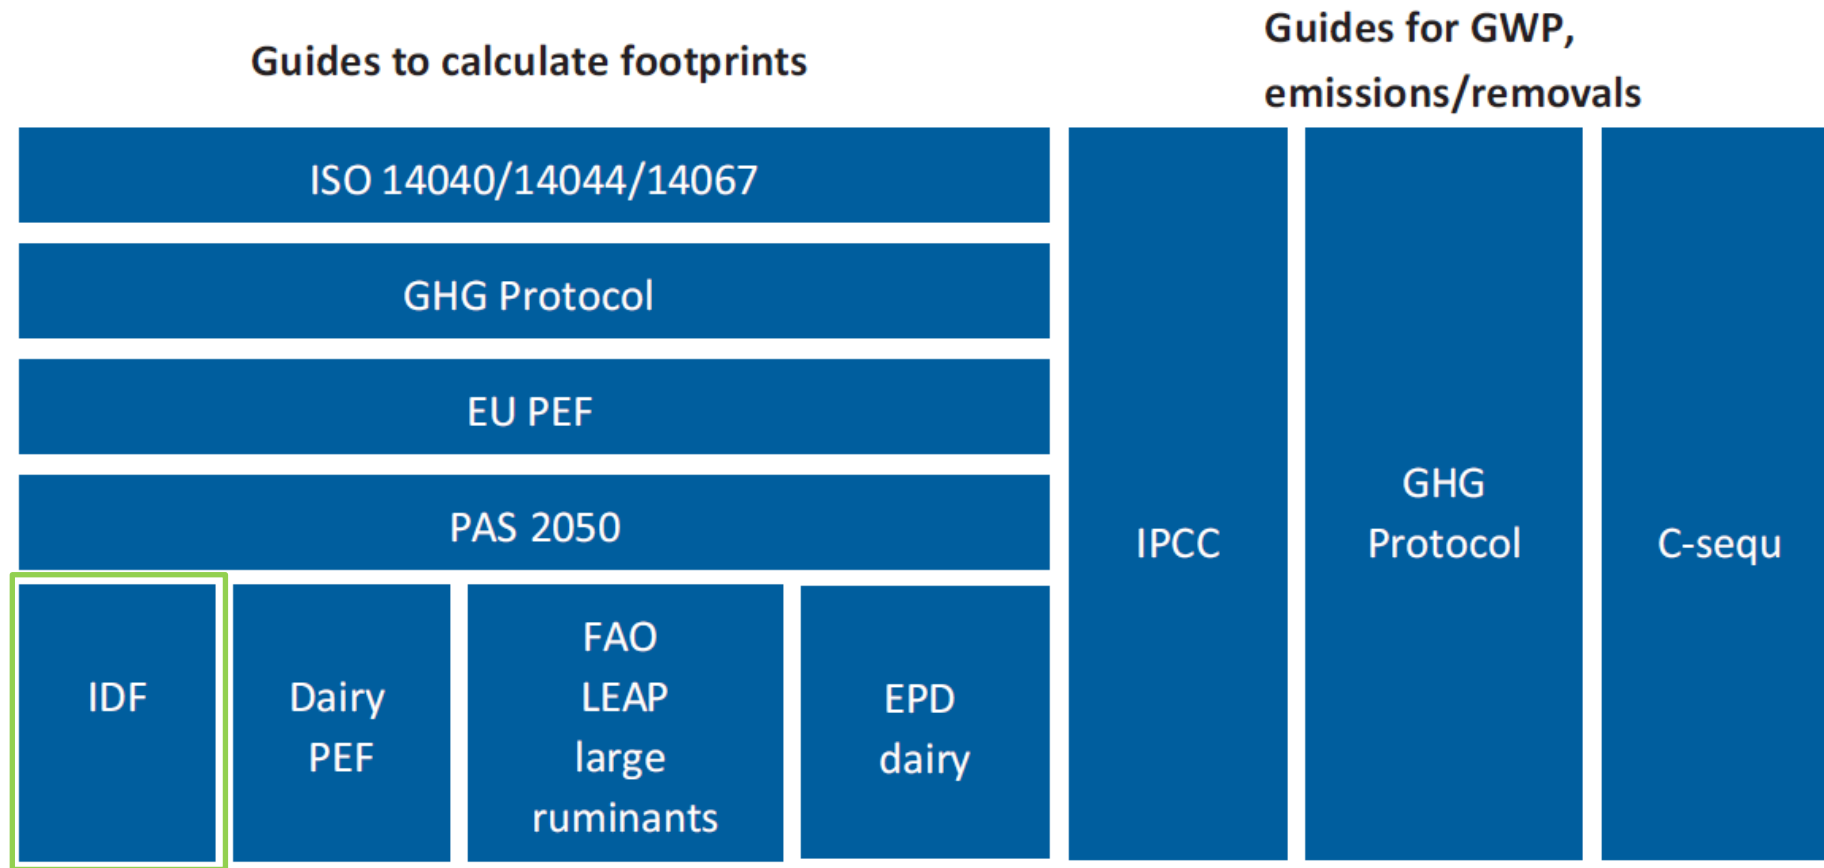 Guides to calculate footprints
Guides for GWP,
emissions/removals
ISO 14040/14044/14067
GHG Protocol
EU PEF
PAS 2050
IDF
Dairy
PEF
FAO
LEAP
large
ruminants
EPD
dairy
IPCC
GHG
Protocol
C-sequ